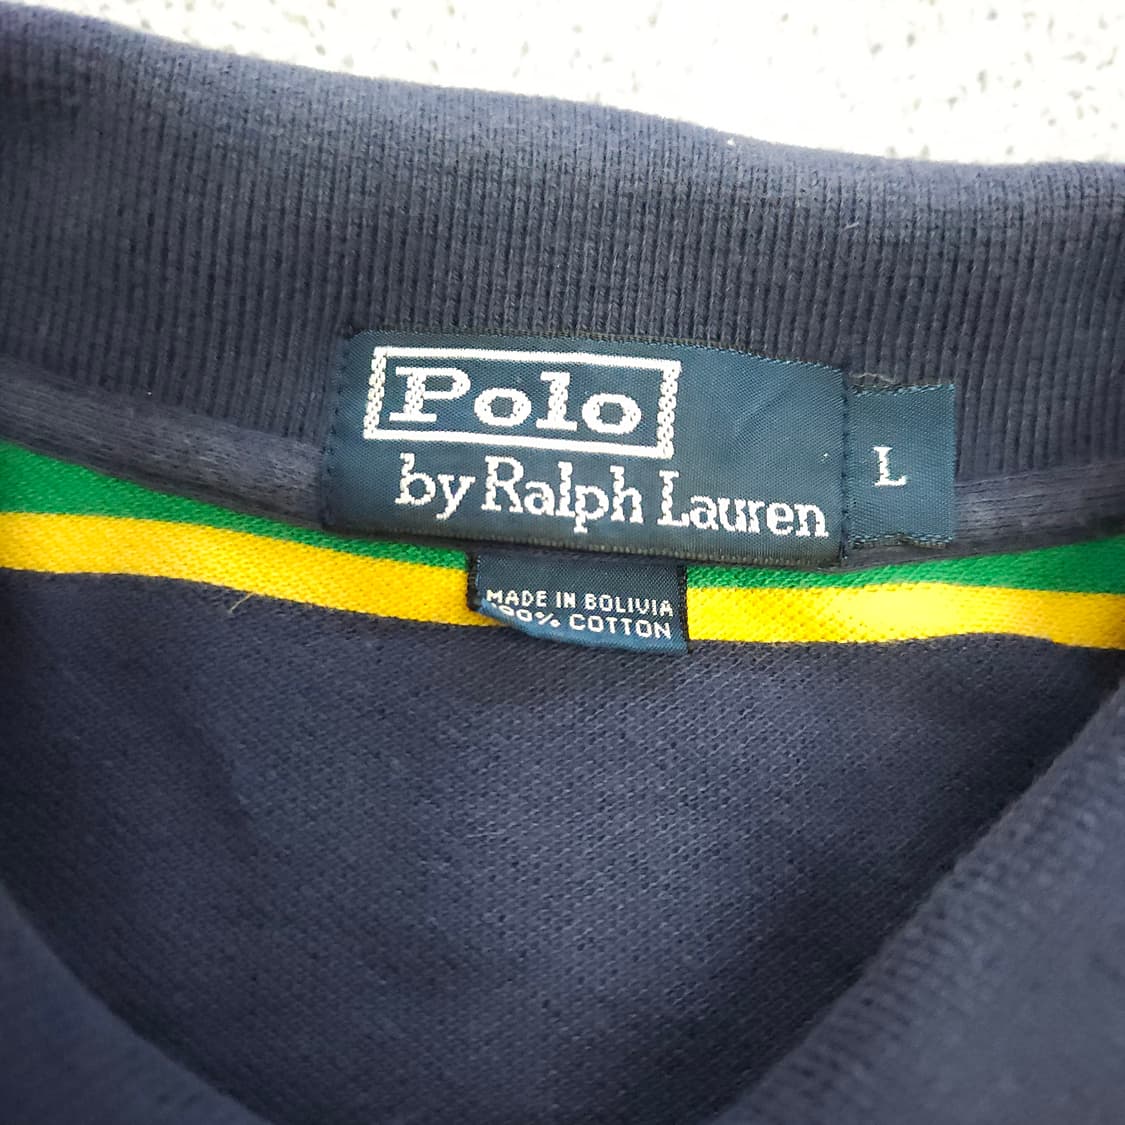 Polo
by Ralph Lauren
L
MADE IN BOLIVIA
100% COTTON